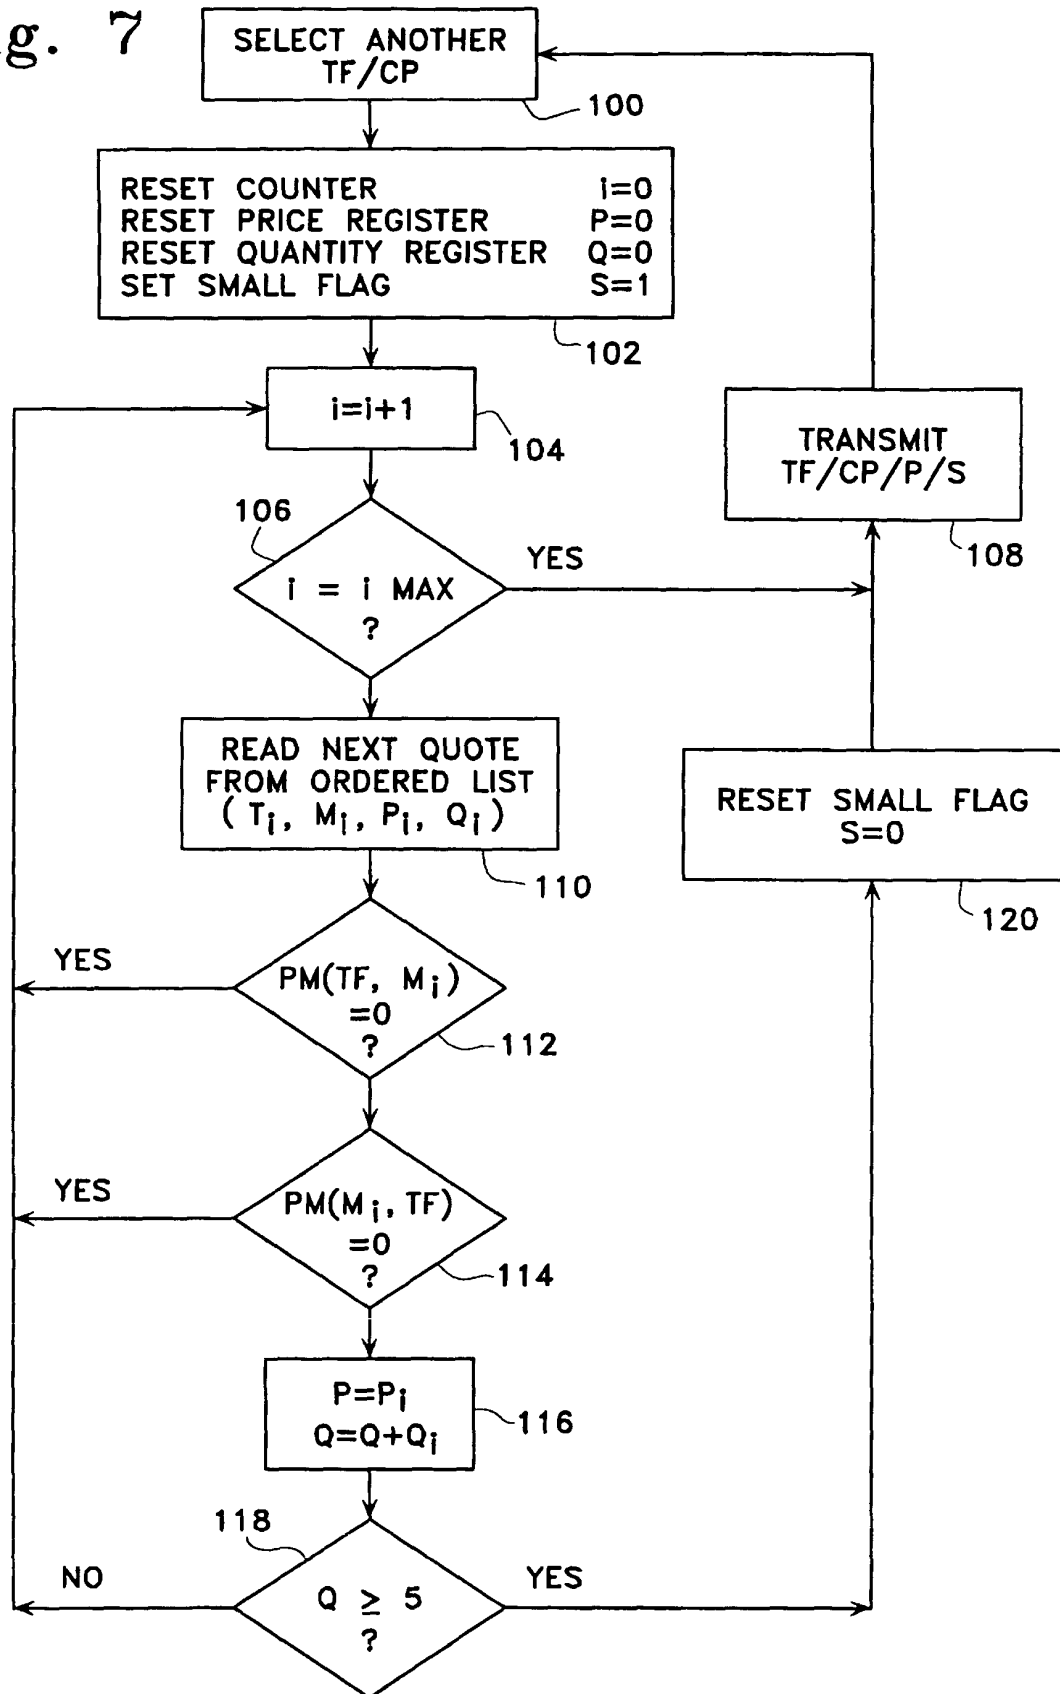 g. 7
SELECT ANOTHER
TF/CP
100
RESET COUNTER i=0
RESET PRICE REGISTER P=0
RESET QUANTITY REGISTER Q=0
SET SMALL FLAG S=1
102
i=i+1
104
TRANSMIT
TF/CP/P/S
108
106
i = i MAX
?
YES
READ NEXT QUOTE
FROM ORDERED LIST
( Ti, Mi, Pi, Qi )
110
RESET SMALL FLAG
S=0
120
YES
PM(TF, Mi)
=0
?
112
YES
PM(Mi, TF)
=0
?
114
P=Pi
Q=Q+Qi
116
118
NO
Q ≥ 5
?
YES